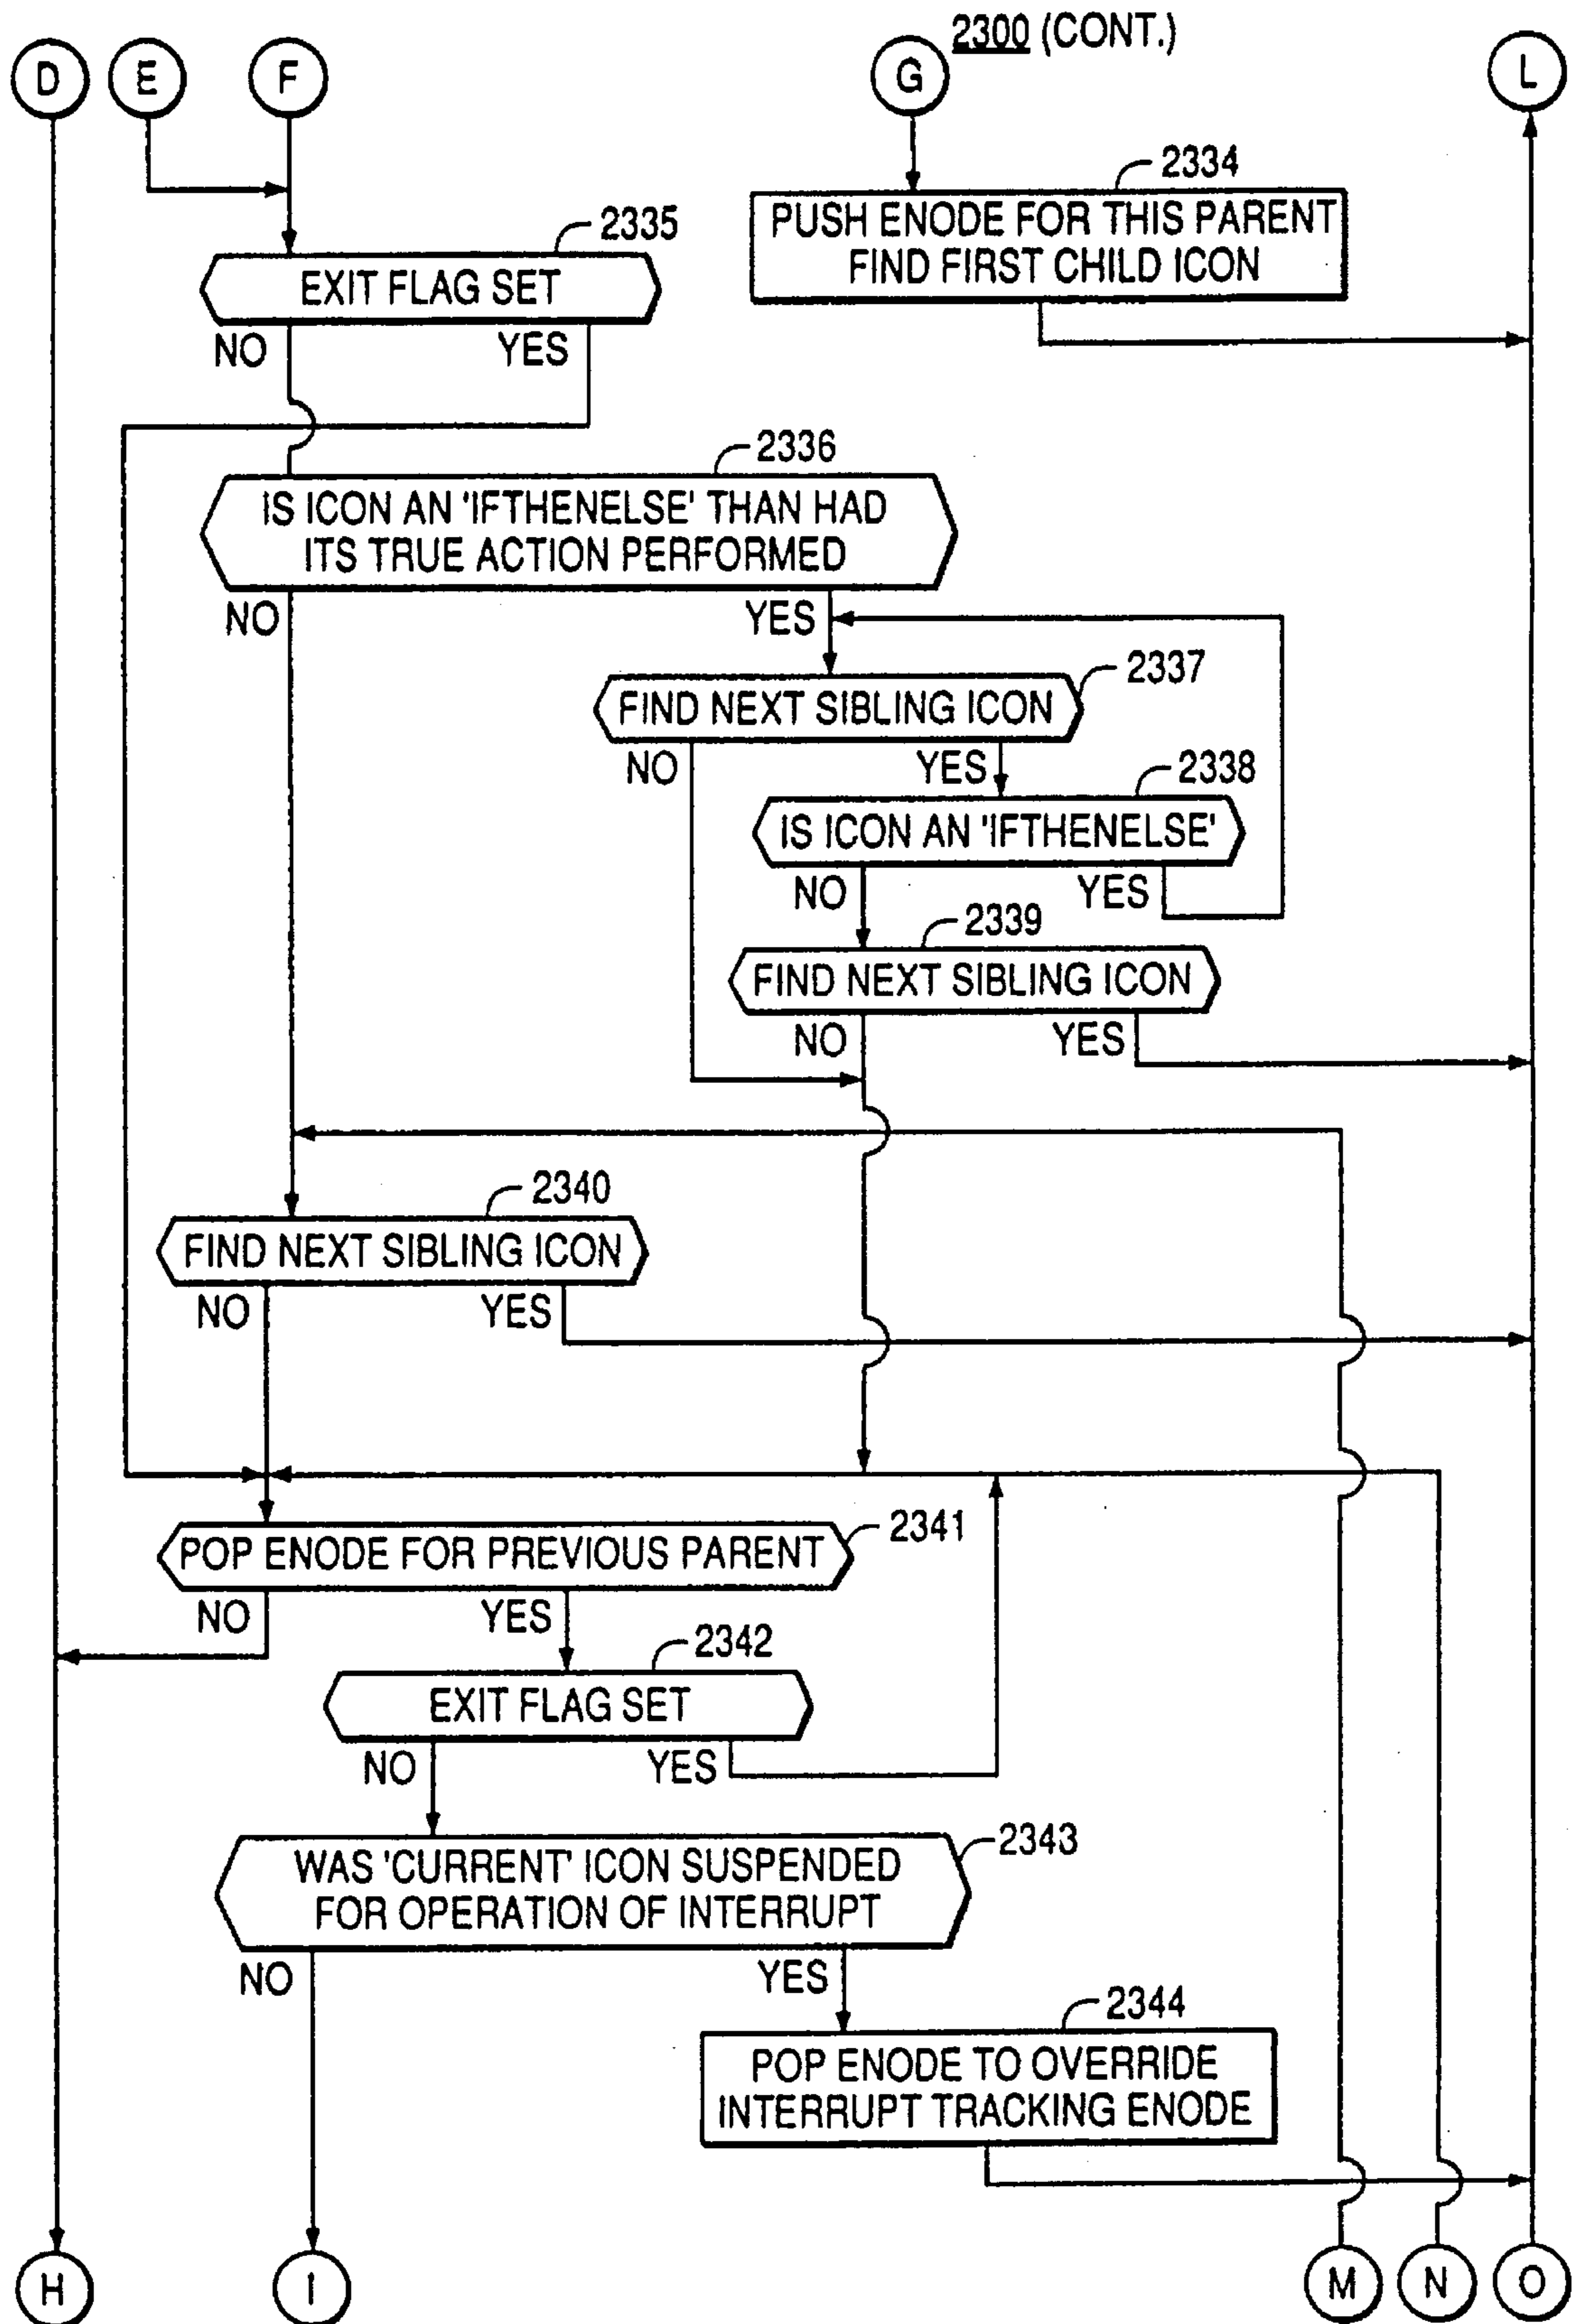 2300 (CONT.)
D
E
F
G
L
2334
PUSH ENODE FOR THIS PARENT
FIND FIRST CHILD ICON
2335
EXIT FLAG SET
NO
YES
2336
IS ICON AN 'IFTHENELSE' THAN HAD
ITS TRUE ACTION PERFORMED
NO
YES
2337
FIND NEXT SIBLING ICON
NO
YES
2338
IS ICON AN 'IFTHENELSE'
NO
YES
2339
FIND NEXT SIBLING ICON
NO
YES
2340
FIND NEXT SIBLING ICON
NO
YES
2341
POP ENODE FOR PREVIOUS PARENT
NO
YES
2342
EXIT FLAG SET
NO
YES
2343
WAS 'CURRENT' ICON SUSPENDED
FOR OPERATION OF INTERRUPT
NO
YES
2344
POP ENODE TO OVERRIDE
INTERRUPT TRACKING ENODE
H
I
M
N
O